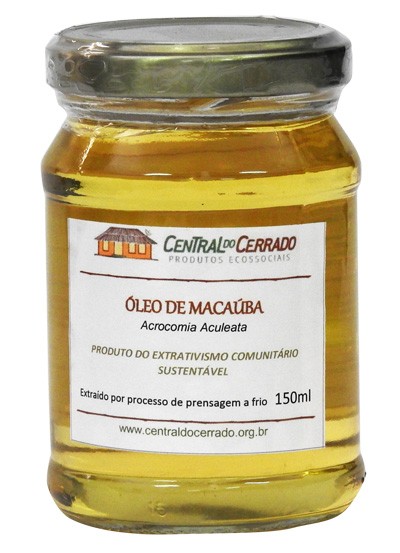 CENTRAL DO CERRADO
PRODUTOS ECOSSOCIAIS
ÓLEO DE MACAÚBA
Acrocomia Aculeata
PRODUTO DO EXTRATIVISMO COMUNITÁRIO
SUSTENTÁVEL
Extraído por processo de prensagem a frio 150ml
www.centraldocerrado.org.br